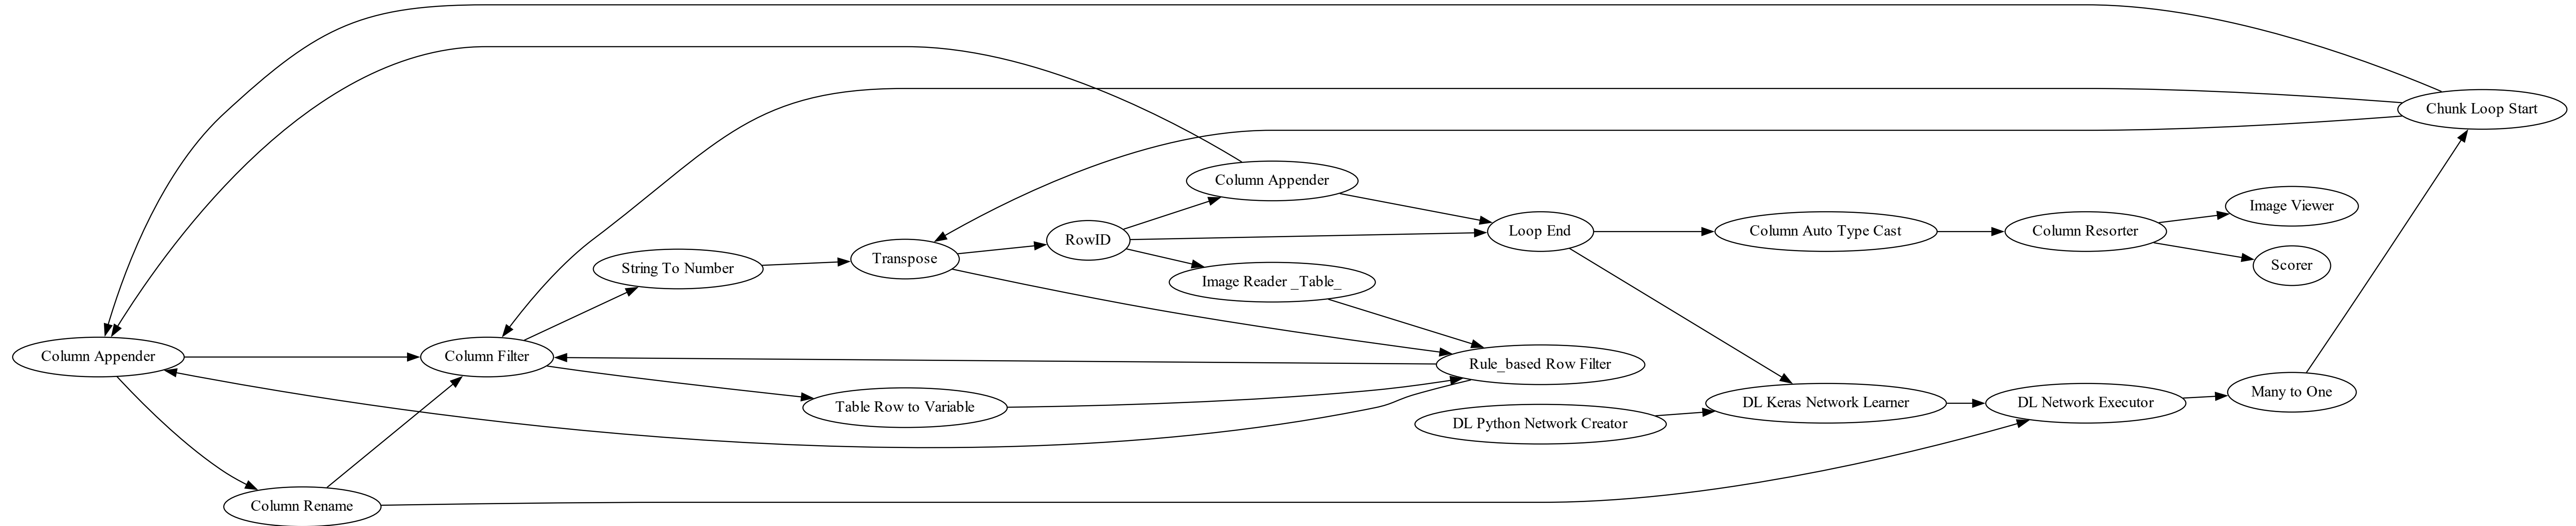 Chunk Loop Start
Column Appender
Image Viewer
RowID
Loop End
Column Auto Type Cast
Column Resorter
String To Number
Transpose
Scorer
Image Reader _Table_
Column Appender
Column Filter
Rule_based Row Filter
Table Row to Variable
DL Keras Network Learner
DL Network Executor
Many to One
DL Python Network Creator
Column Rename